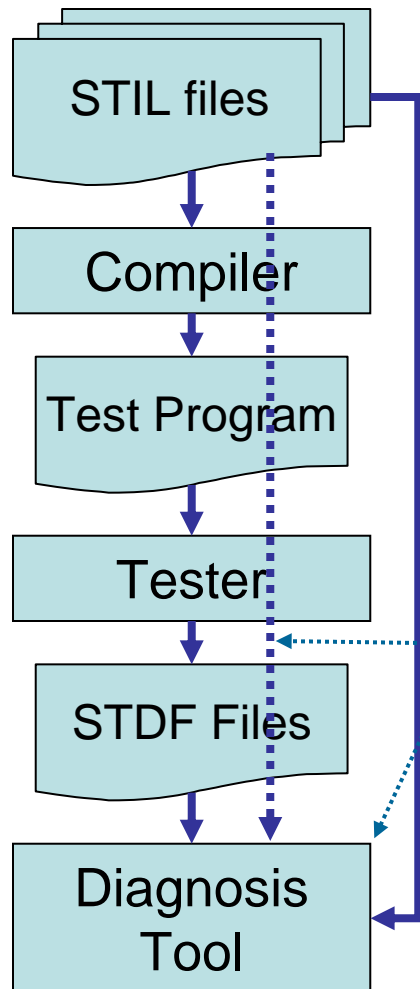 STIL files
Compiler
Test Program
Tester
STDF Files
Diagnosis
Tool